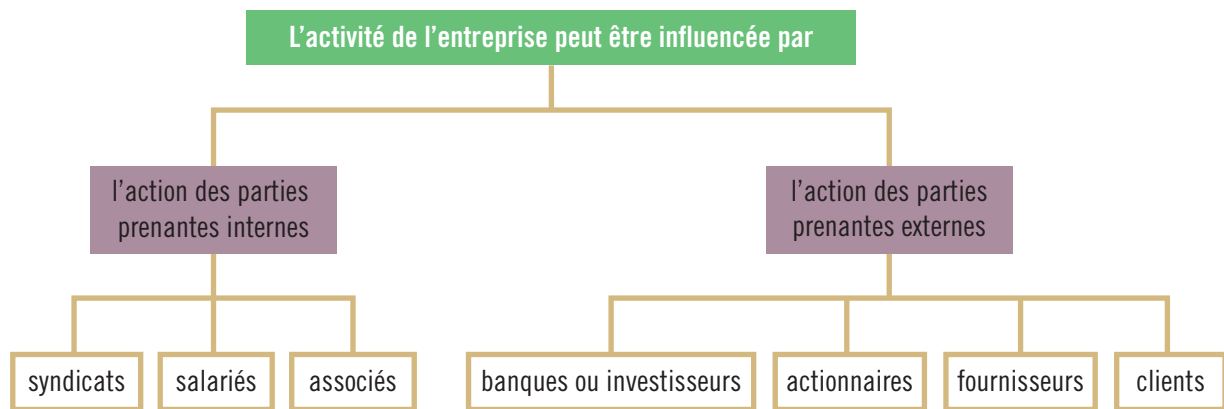 L’activité de l’entreprise peut être influencée par
l’action des parties
prenantes internes
l’action des parties
prenantes externes
syndicats
salariés
associés
banques ou investisseurs
actionnaires
fournisseurs
clients